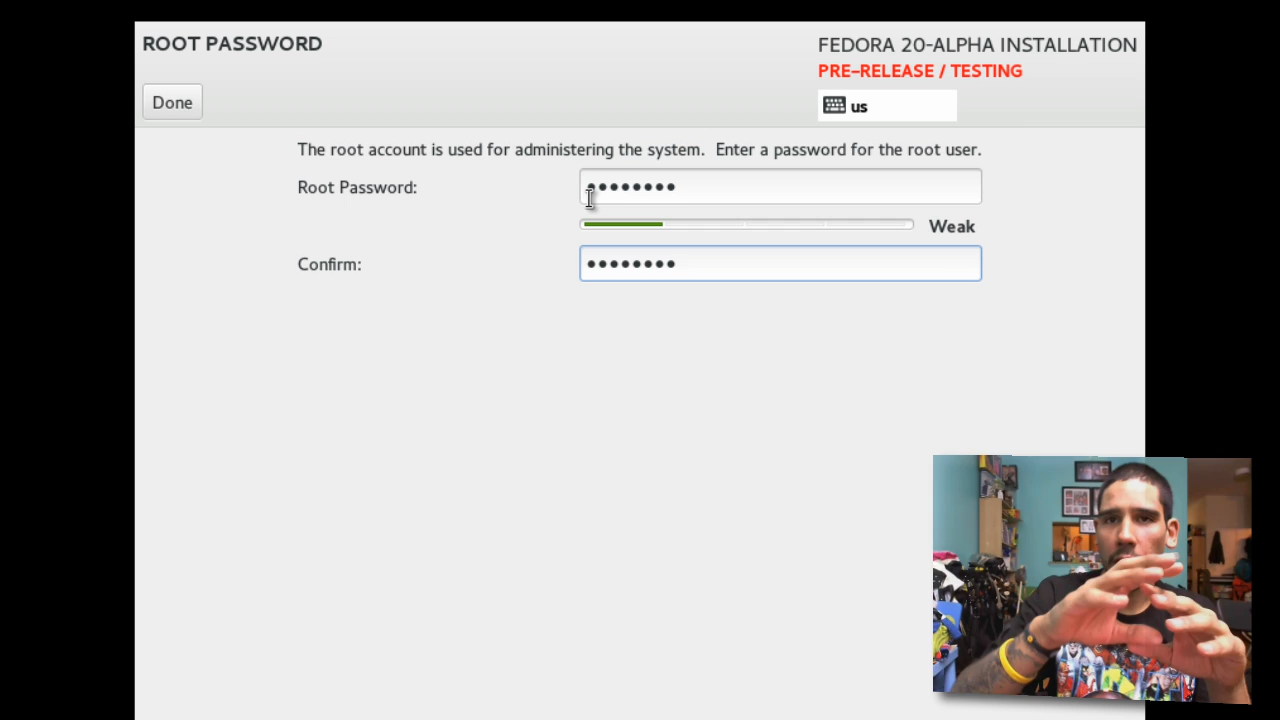 ROOT PASSWORD
FEDORA 20-ALPHA INSTALLATION
PRE-RELEASE / TESTING
Done
us
The root account is used for administering the system. Enter a password for the root user.
Root Password:
••••••••
Weak
Confirm:
••••••••